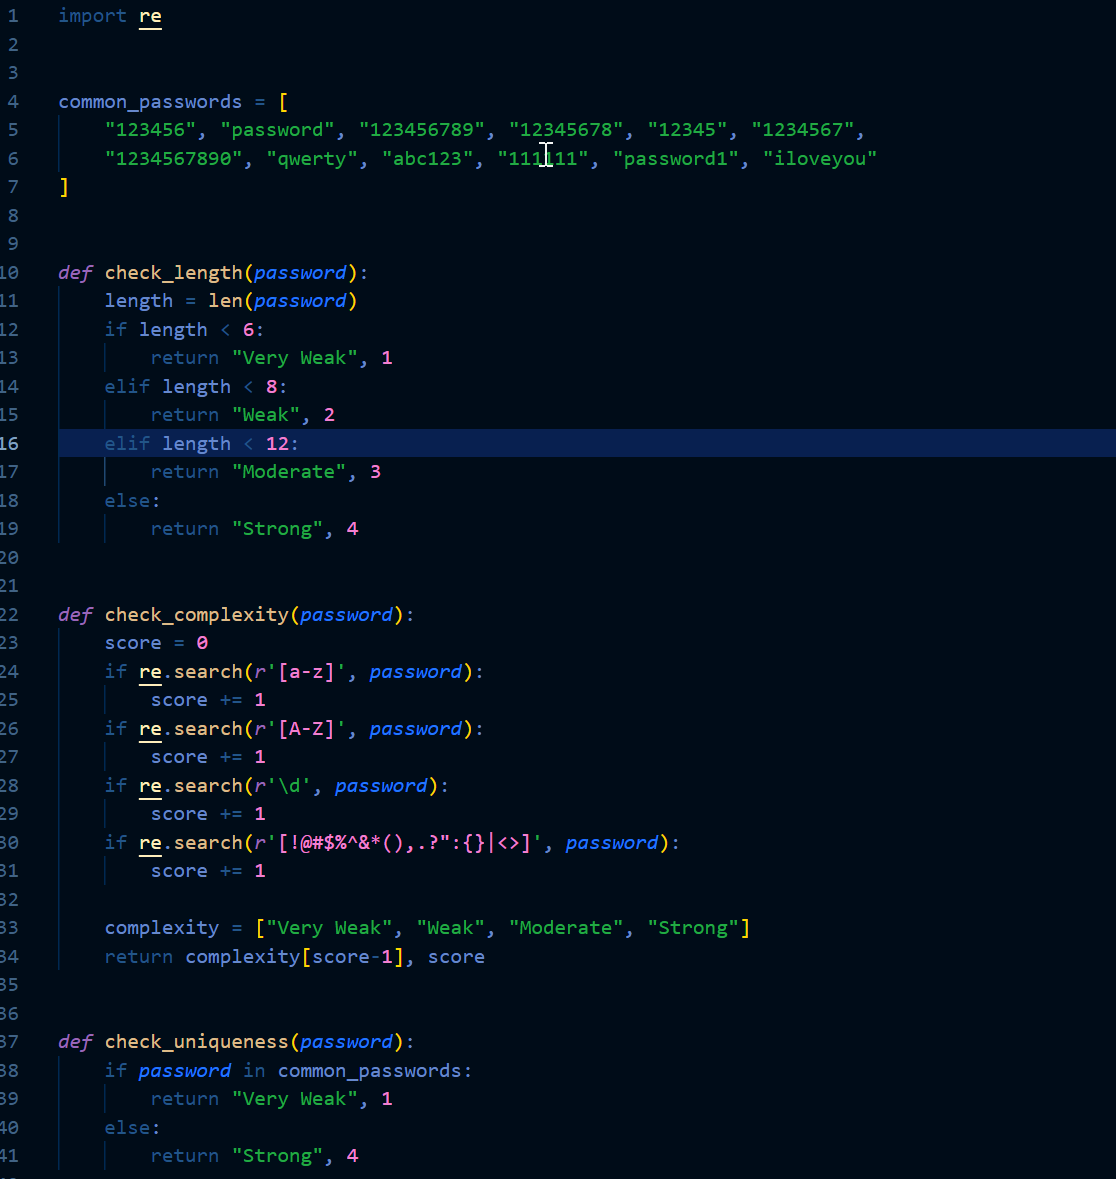 1 import re
2
3
4 common_passwords = [
5     "123456", "password", "123456789", "12345678", "12345", "1234567",
6     "1234567890", "qwerty", "abc123", "111111", "password1", "iloveyou"
7 ]
8
9
10 def check_length(password):
11     length = len(password)
12     if length < 6:
13         return "Very Weak", 1
14     elif length < 8:
15         return "Weak", 2
16     elif length < 12:
17         return "Moderate", 3
18     else:
19         return "Strong", 4
20
21
22 def check_complexity(password):
23     score = 0
24     if re.search(r'[a-z]', password):
25         score += 1
26     if re.search(r'[A-Z]', password):
27         score += 1
28     if re.search(r'\d', password):
29         score += 1
30     if re.search(r'[!@#$%^&*(),.?":{}|<>]', password):
31         score += 1
32
33     complexity = ["Very Weak", "Weak", "Moderate", "Strong"]
34     return complexity[score-1], score
35
36
37 def check_uniqueness(password):
38     if password in common_passwords:
39         return "Very Weak", 1
40     else:
41         return "Strong", 4